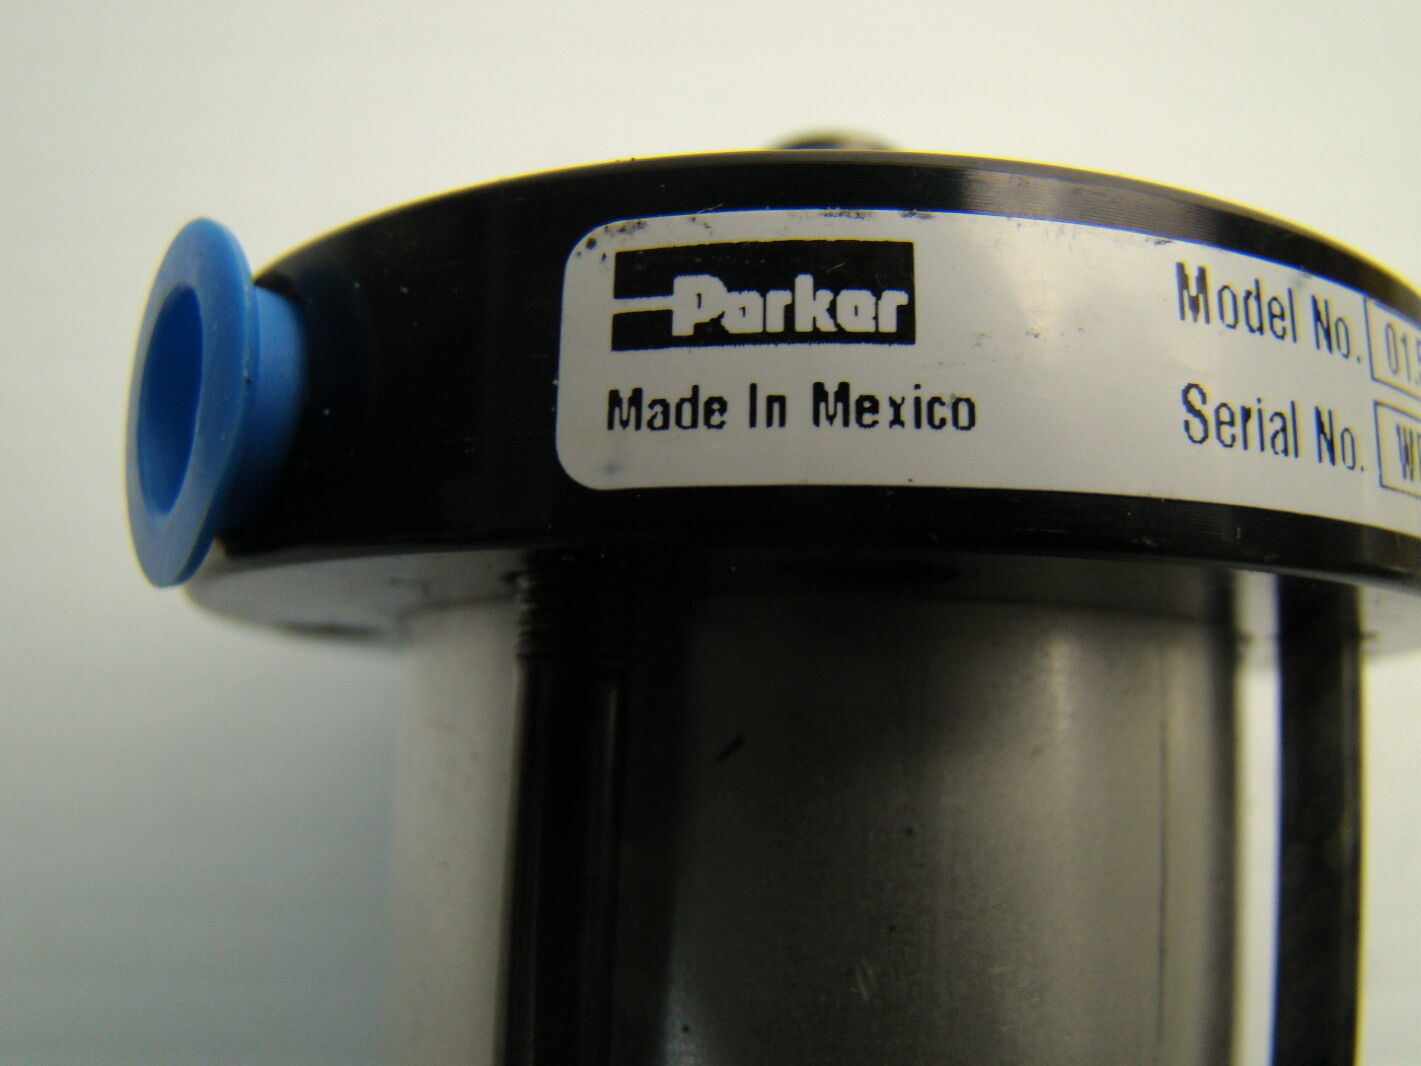 Parker
Made In Mexico
Model No.
Serial No.